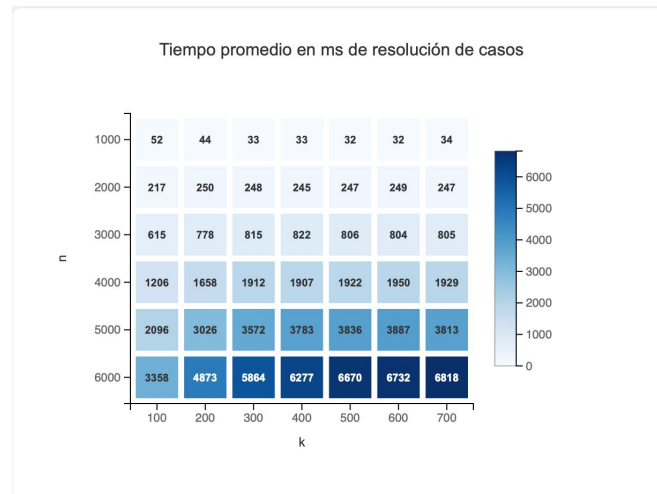 Tiempo promedio en ms de resolución de casos
1000 52 44 33 33 32 32 34
2000 217 250 248 245 247 249 247
3000 615 778 815 822 806 804 805
4000 1206 1658 1912 1907 1922 1950 1929
5000 2096 3026 3572 3783 3836 3887 3813
6000 3358 4873 5864 6277 6670 6732 6818
100 200 300 400 500 600 700
k
n
6000
5000
4000
3000
2000
1000
0